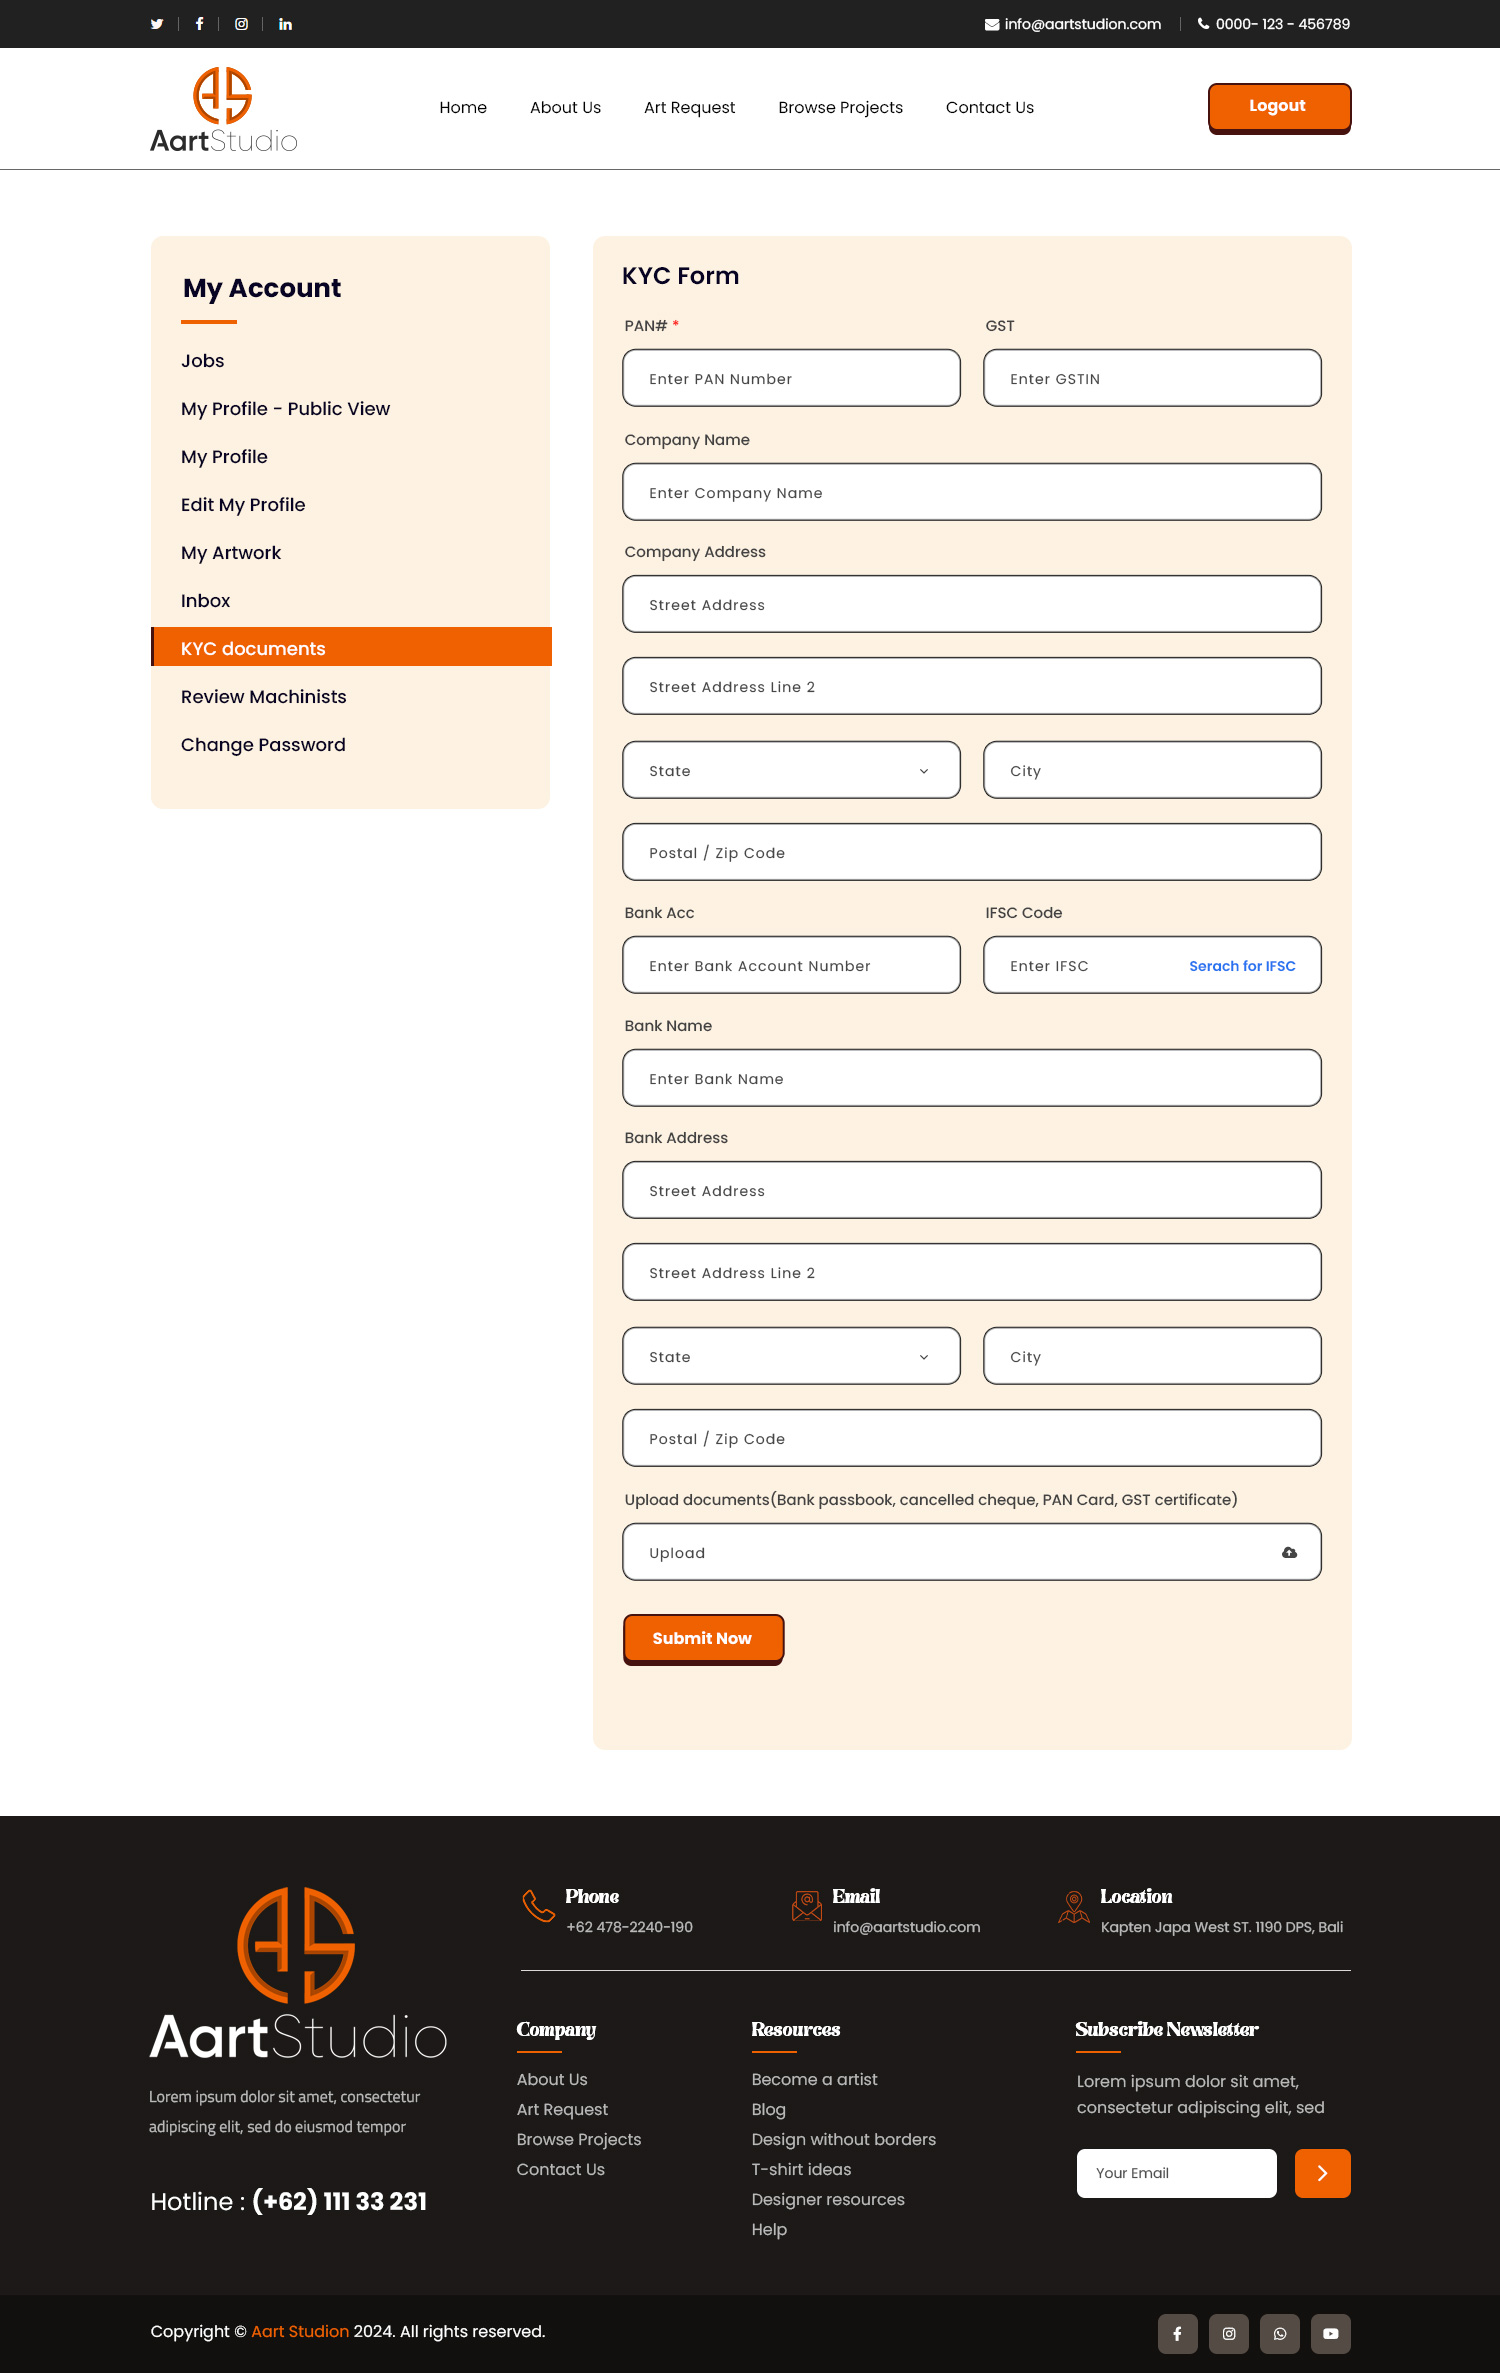 info@aartstudion.com
0000- 123 - 456789
AS
AartStudio
Home
About Us
Art Request
Browse Projects
Contact Us
Logout
My Account
Jobs
My Profile - Public View
My Profile
Edit My Profile
My Artwork
Inbox
KYC documents
Review Machinists
Change Password
KYC Form
PAN# *
GST
Enter PAN Number
Enter GSTIN
Company Name
Enter Company Name
Company Address
Street Address
Street Address Line 2
State
City
Postal / Zip Code
Bank Acc
IFSC Code
Enter Bank Account Number
Enter IFSC
Serach for IFSC
Bank Name
Enter Bank Name
Bank Address
Street Address
Street Address Line 2
State
City
Postal / Zip Code
Upload documents(Bank passbook, cancelled cheque, PAN Card, GST certificate)
Upload
Submit Now
AS
AartStudio
Lorem ipsum dolor sit amet, consectetur
adipiscing elit, sed do eiusmod tempor
Hotline : (+62) 111 33 231
Phone
+62 478-2240-190
Email
info@aartstudio.com
Location
Kapten Japa West ST. 1190 DPS, Bali
Company
About Us
Art Request
Browse Projects
Contact Us
Resources
Become a artist
Blog
Design without borders
T-shirt ideas
Designer resources
Help
Subscribe Newsletter
Lorem ipsum dolor sit amet,
consectetur adipiscing elit, sed
Your Email
Copyright © Aart Studion 2024. All rights reserved.